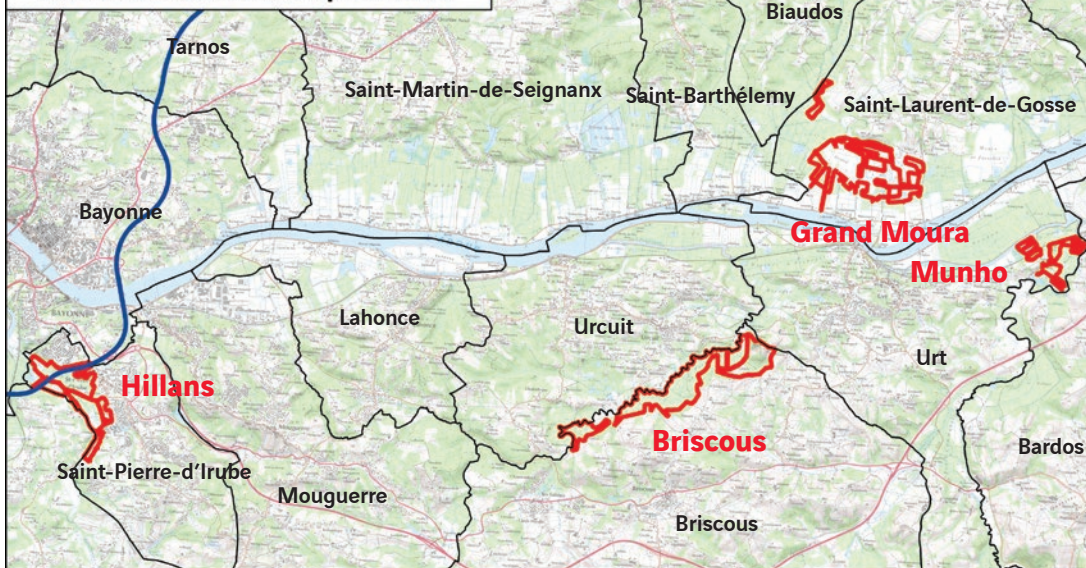 Biaudos
Tarnos
Saint-Martin-de-Seignanx
Saint-Barthélemy
Saint-Laurent-de-Gosse
Bayonne
Grand Moura
Munho
BAYONNE
Lahonce
Urcuit
Urt
Hillans
Briscous
Bardos
Saint-Pierre-d'Irube
Mouguerre
Briscous